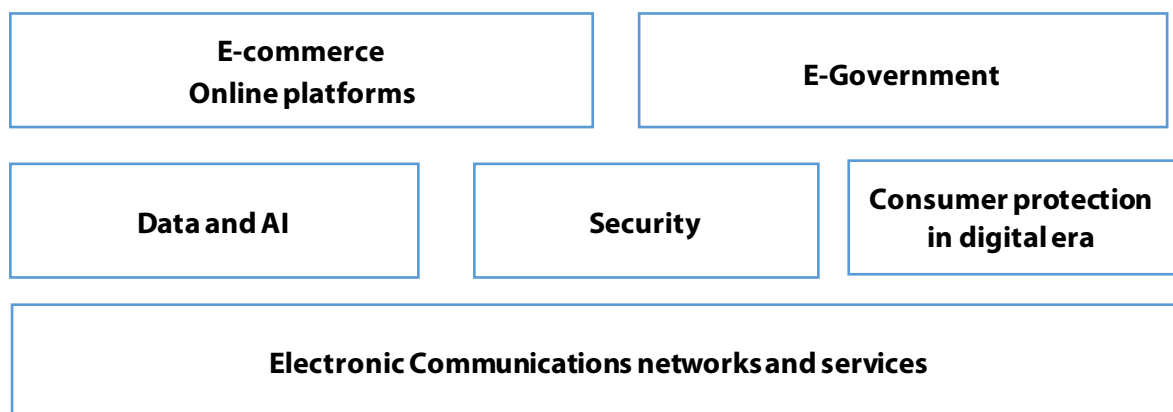 E-commerce
Online platforms
E-Government
Data and AI
Security
Consumer protection
in digital era
Electronic Communications networks and services